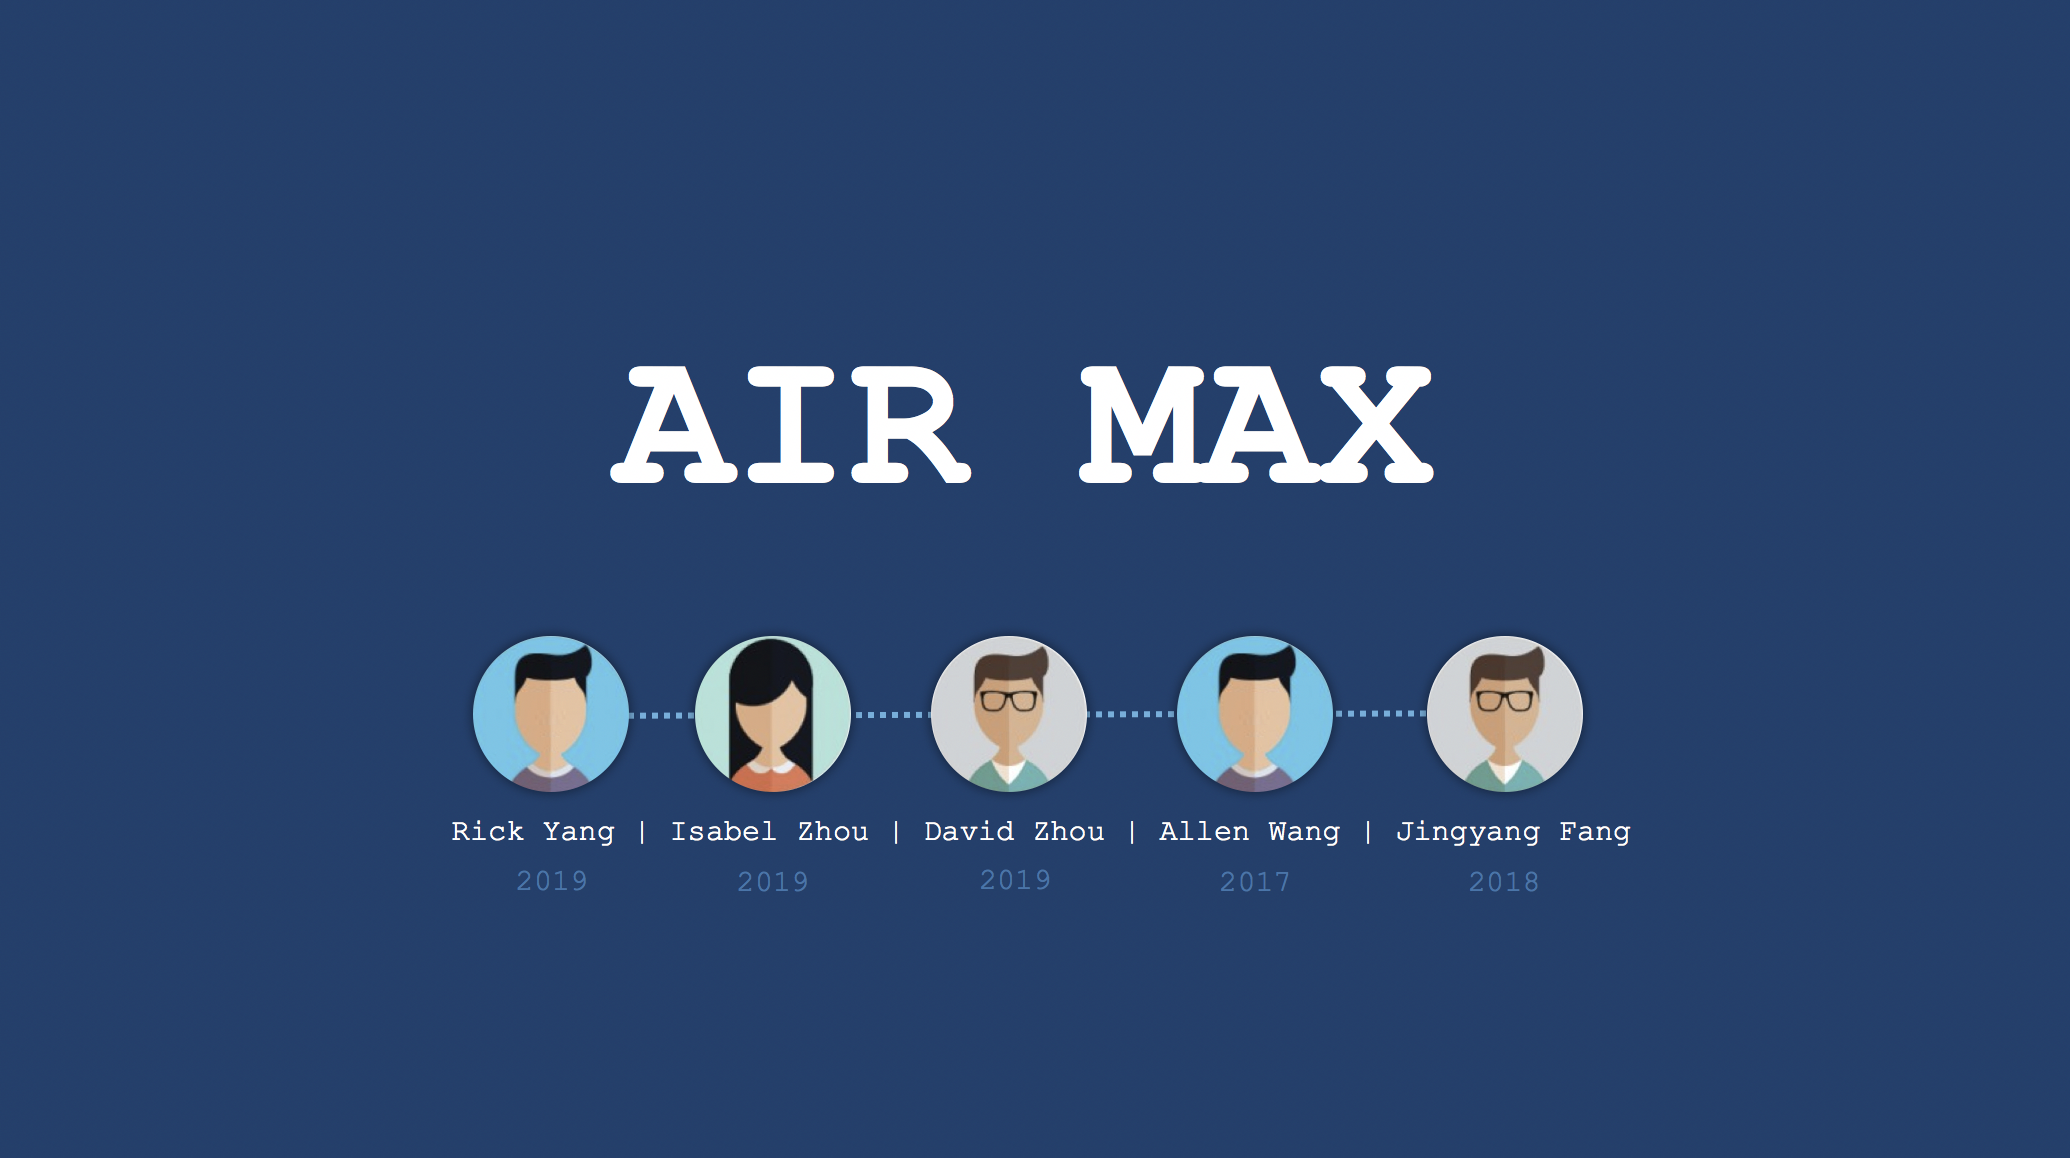 AIR MAX
Rick Yang | Isabel Zhou | David Zhou | Allen Wang | Jingyang Fang
2019 2019 2019 2017 2018